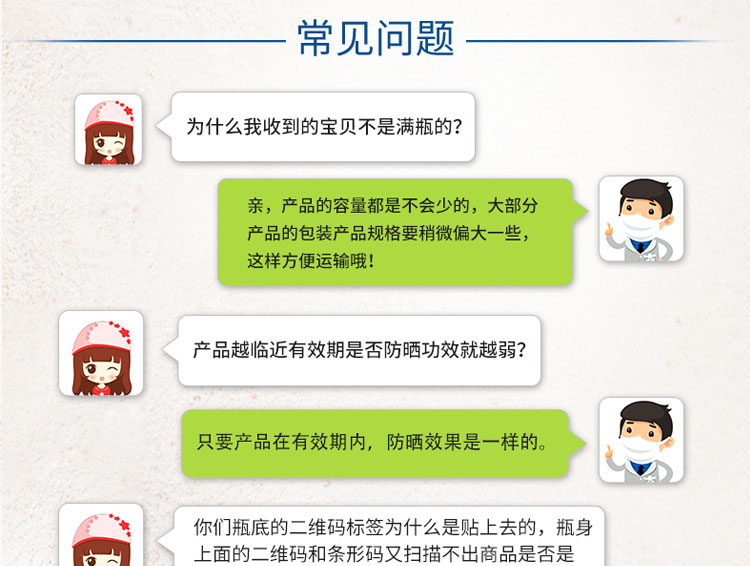 常见问题
为什么我收到的宝贝不是满瓶的？
亲，产品的容量都是不会少的，大部分
产品的包装产品规格要稍微偏大一些，
这样方便运输哦！
产品越临近有效期是否防晒功效就越弱？
只要产品在有效期内，防晒效果是一样的。
你们瓶底的二维码标签为什么是贴上去的，瓶身
上面的二维码和条形码又扫描不出商品是否是